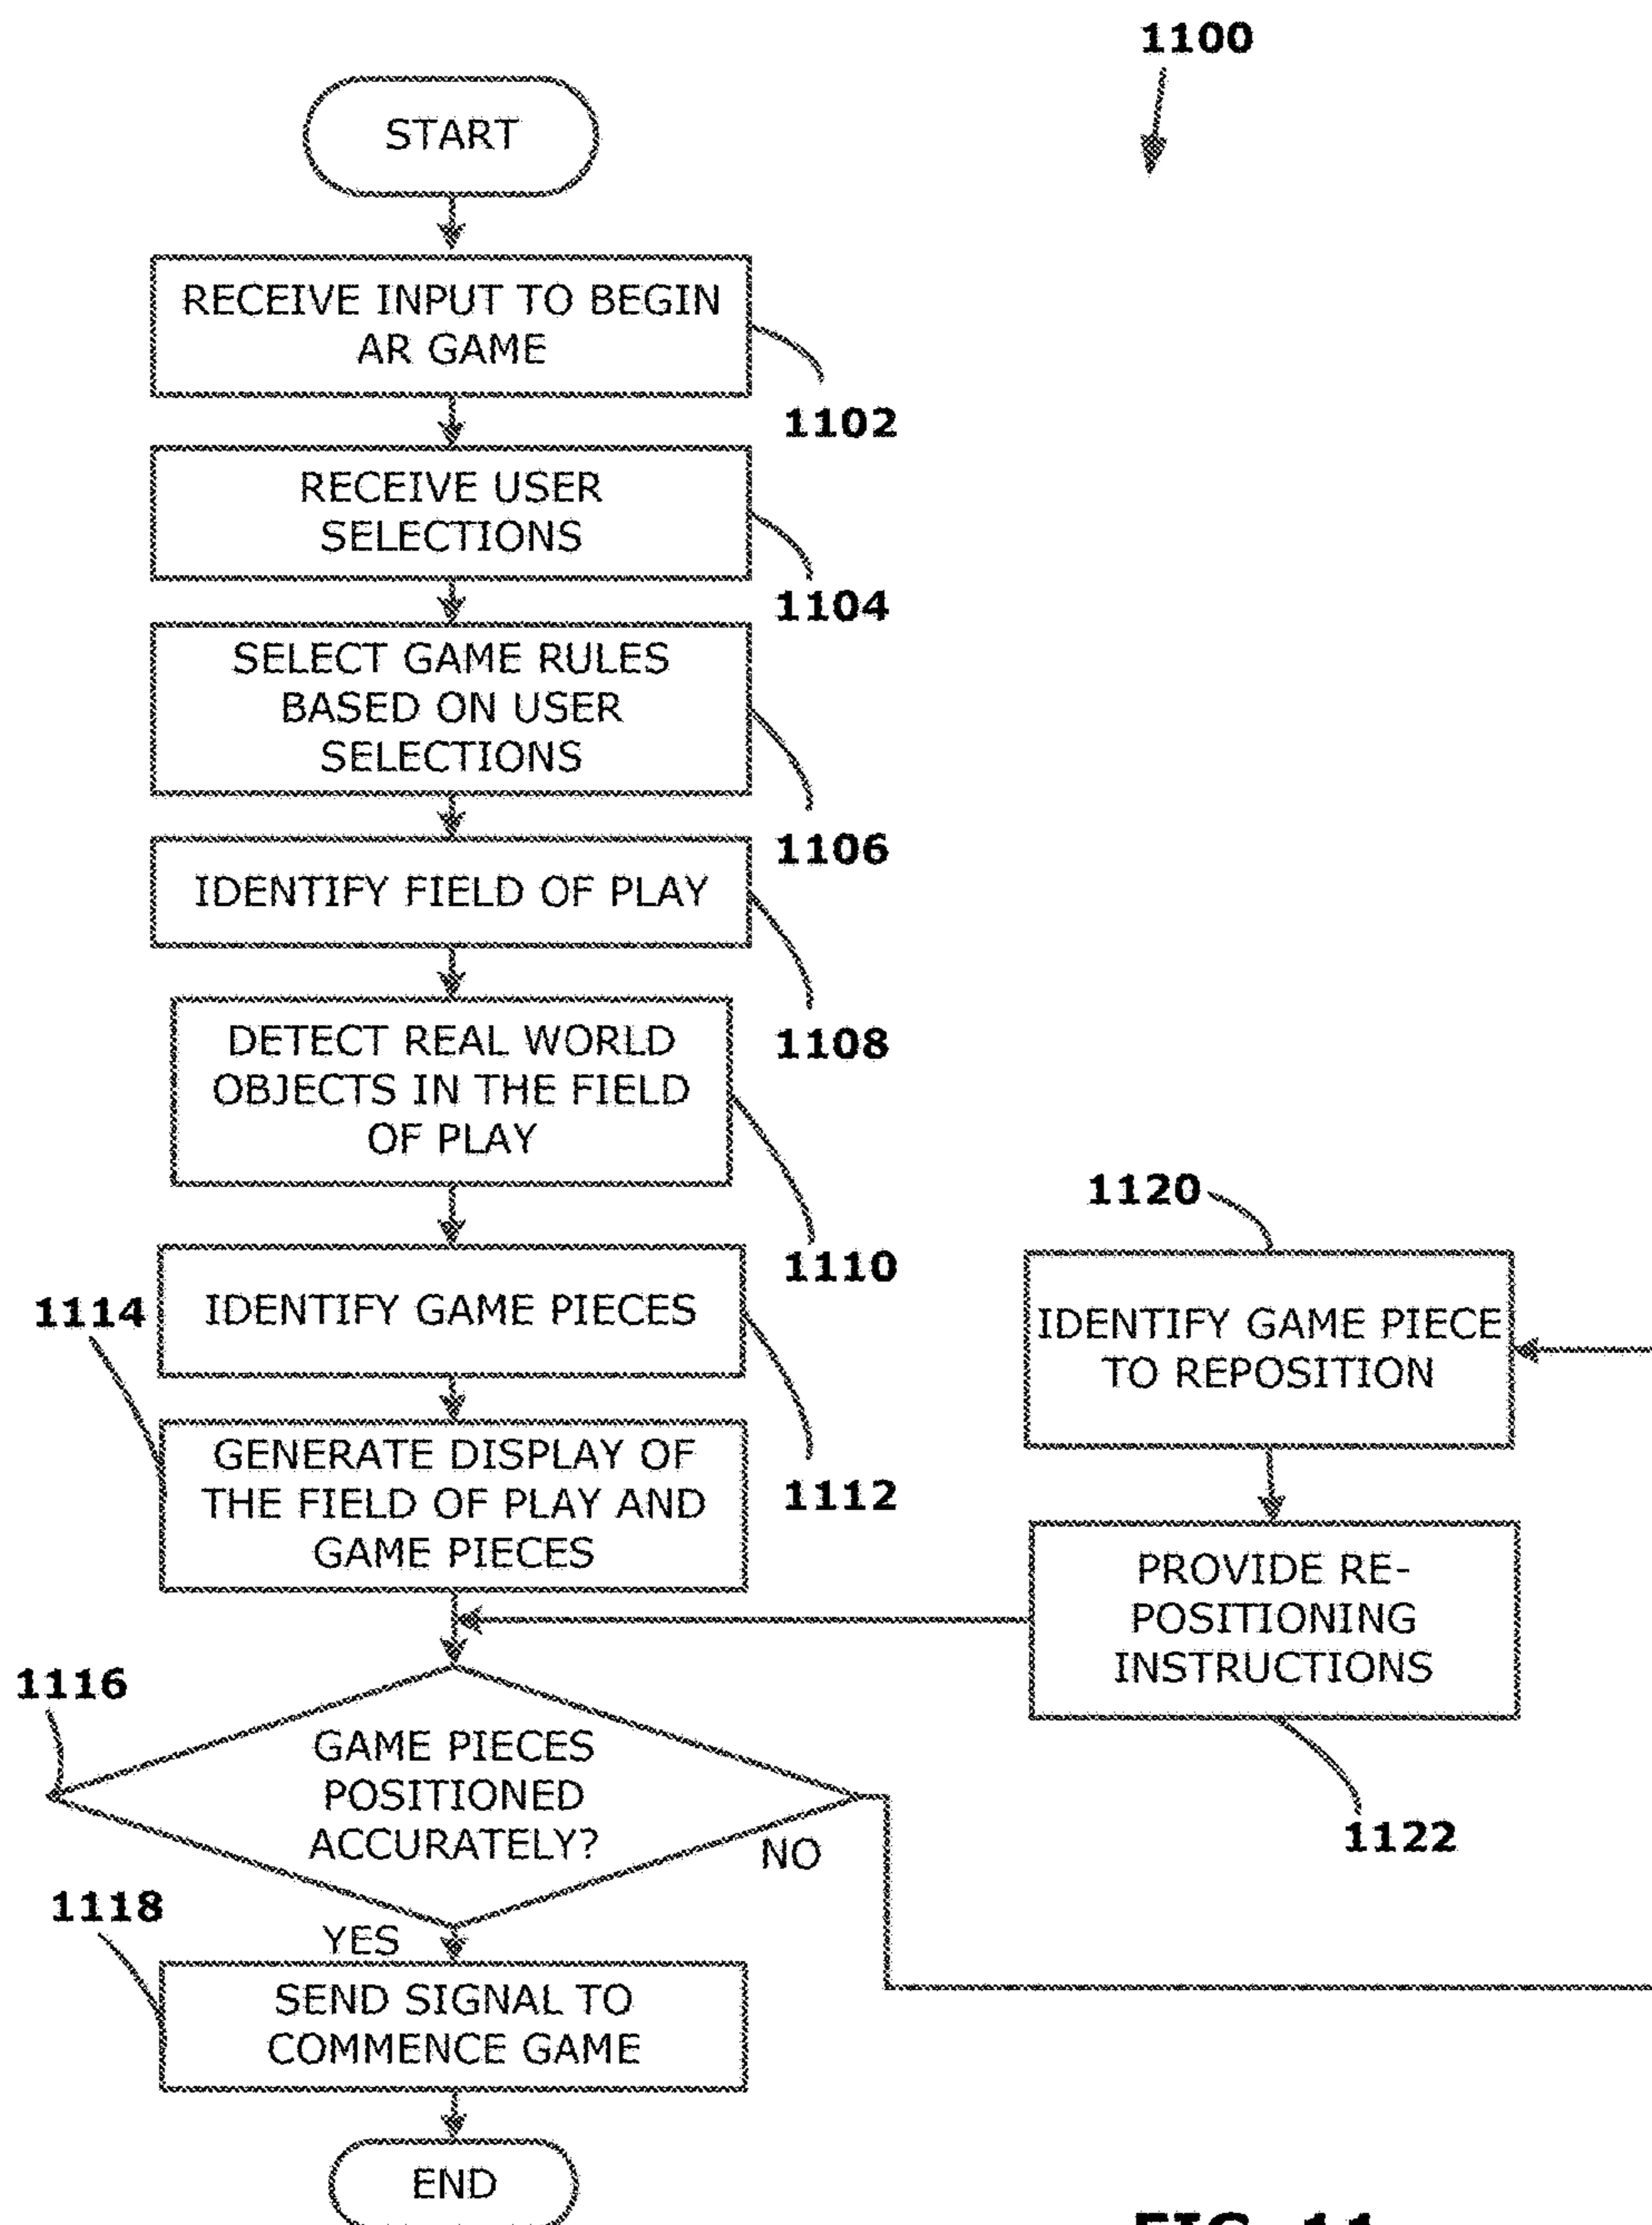 1100
START
RECEIVE INPUT TO BEGIN
AR GAME
1102
RECEIVE USER
SELECTIONS
1104
SELECT GAME RULES
BASED ON USER
SELECTIONS
1106
IDENTIFY FIELD OF PLAY
1108
DETECT REAL WORLD
OBJECTS IN THE FIELD
OF PLAY
1110
IDENTIFY GAME PIECES
1112
1114
GENERATE DISPLAY OF
THE FIELD OF PLAY AND
GAME PIECES
1116
GAME PIECES
POSITIONED
ACCURATELY?
NO
YES
1118
SEND SIGNAL TO
COMMENCE GAME
END
1120
IDENTIFY GAME PIECE
TO REPOSITION
PROVIDE RE-
POSITIONING
INSTRUCTIONS
1122
FIG. 11